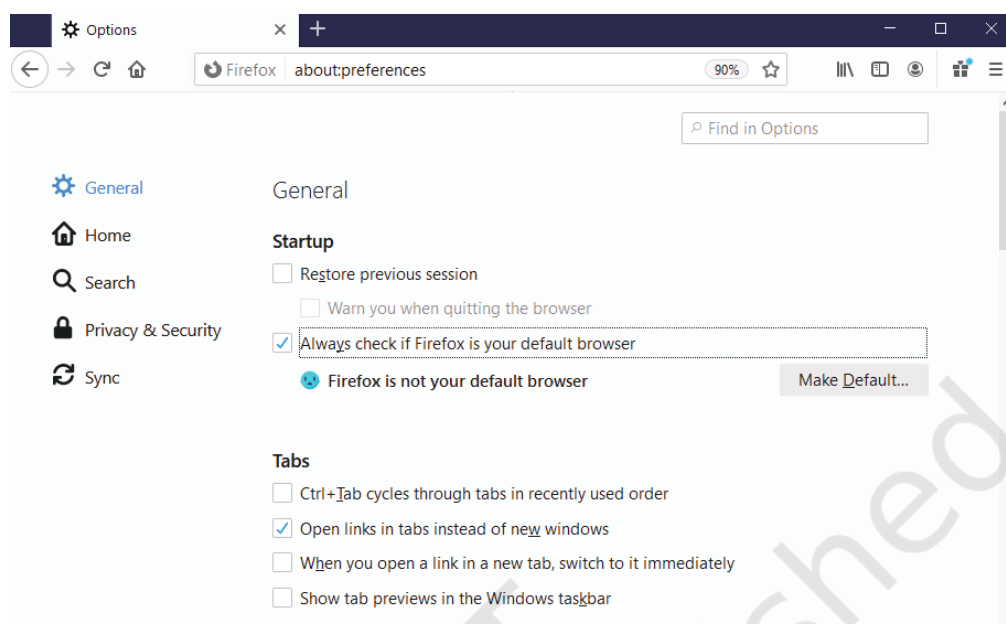 Options
Firefox about:preferences 90%
Find in Options
General
Home
Search
Privacy & Security
Sync
General
Startup
Restore previous session
Warn you when quitting the browser
Always check if Firefox is your default browser
Firefox is not your default browser
Make Default...
Tabs
Ctrl+Tab cycles through tabs in recently used order
Open links in tabs instead of new windows
When you open a link in a new tab, switch to it immediately
Show tab previews in the Windows taskbar